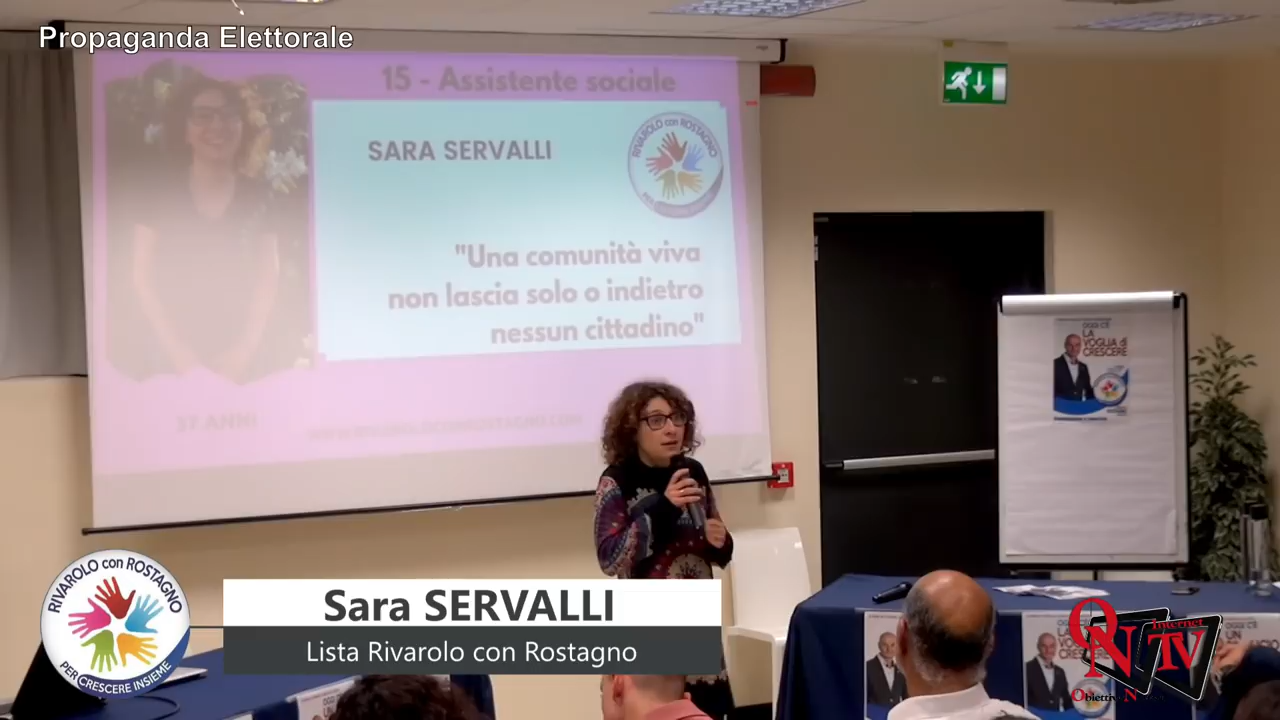 Propaganda Elettorale
15 - Assistente sociale
SARA SERVALLI
RIVAROLO con ROSTAGNO
"Una comunità viva
non lascia solo o indietro
nessun cittadino"
37 ANNI
OGGI C'È
LA
VOGLIA di
CRESCERE
RIVAROLO con ROSTAGNO
PER CRESCERE INSIEME
Sara SERVALLI
Lista Rivarolo con Rostagno
ONTV
Internet